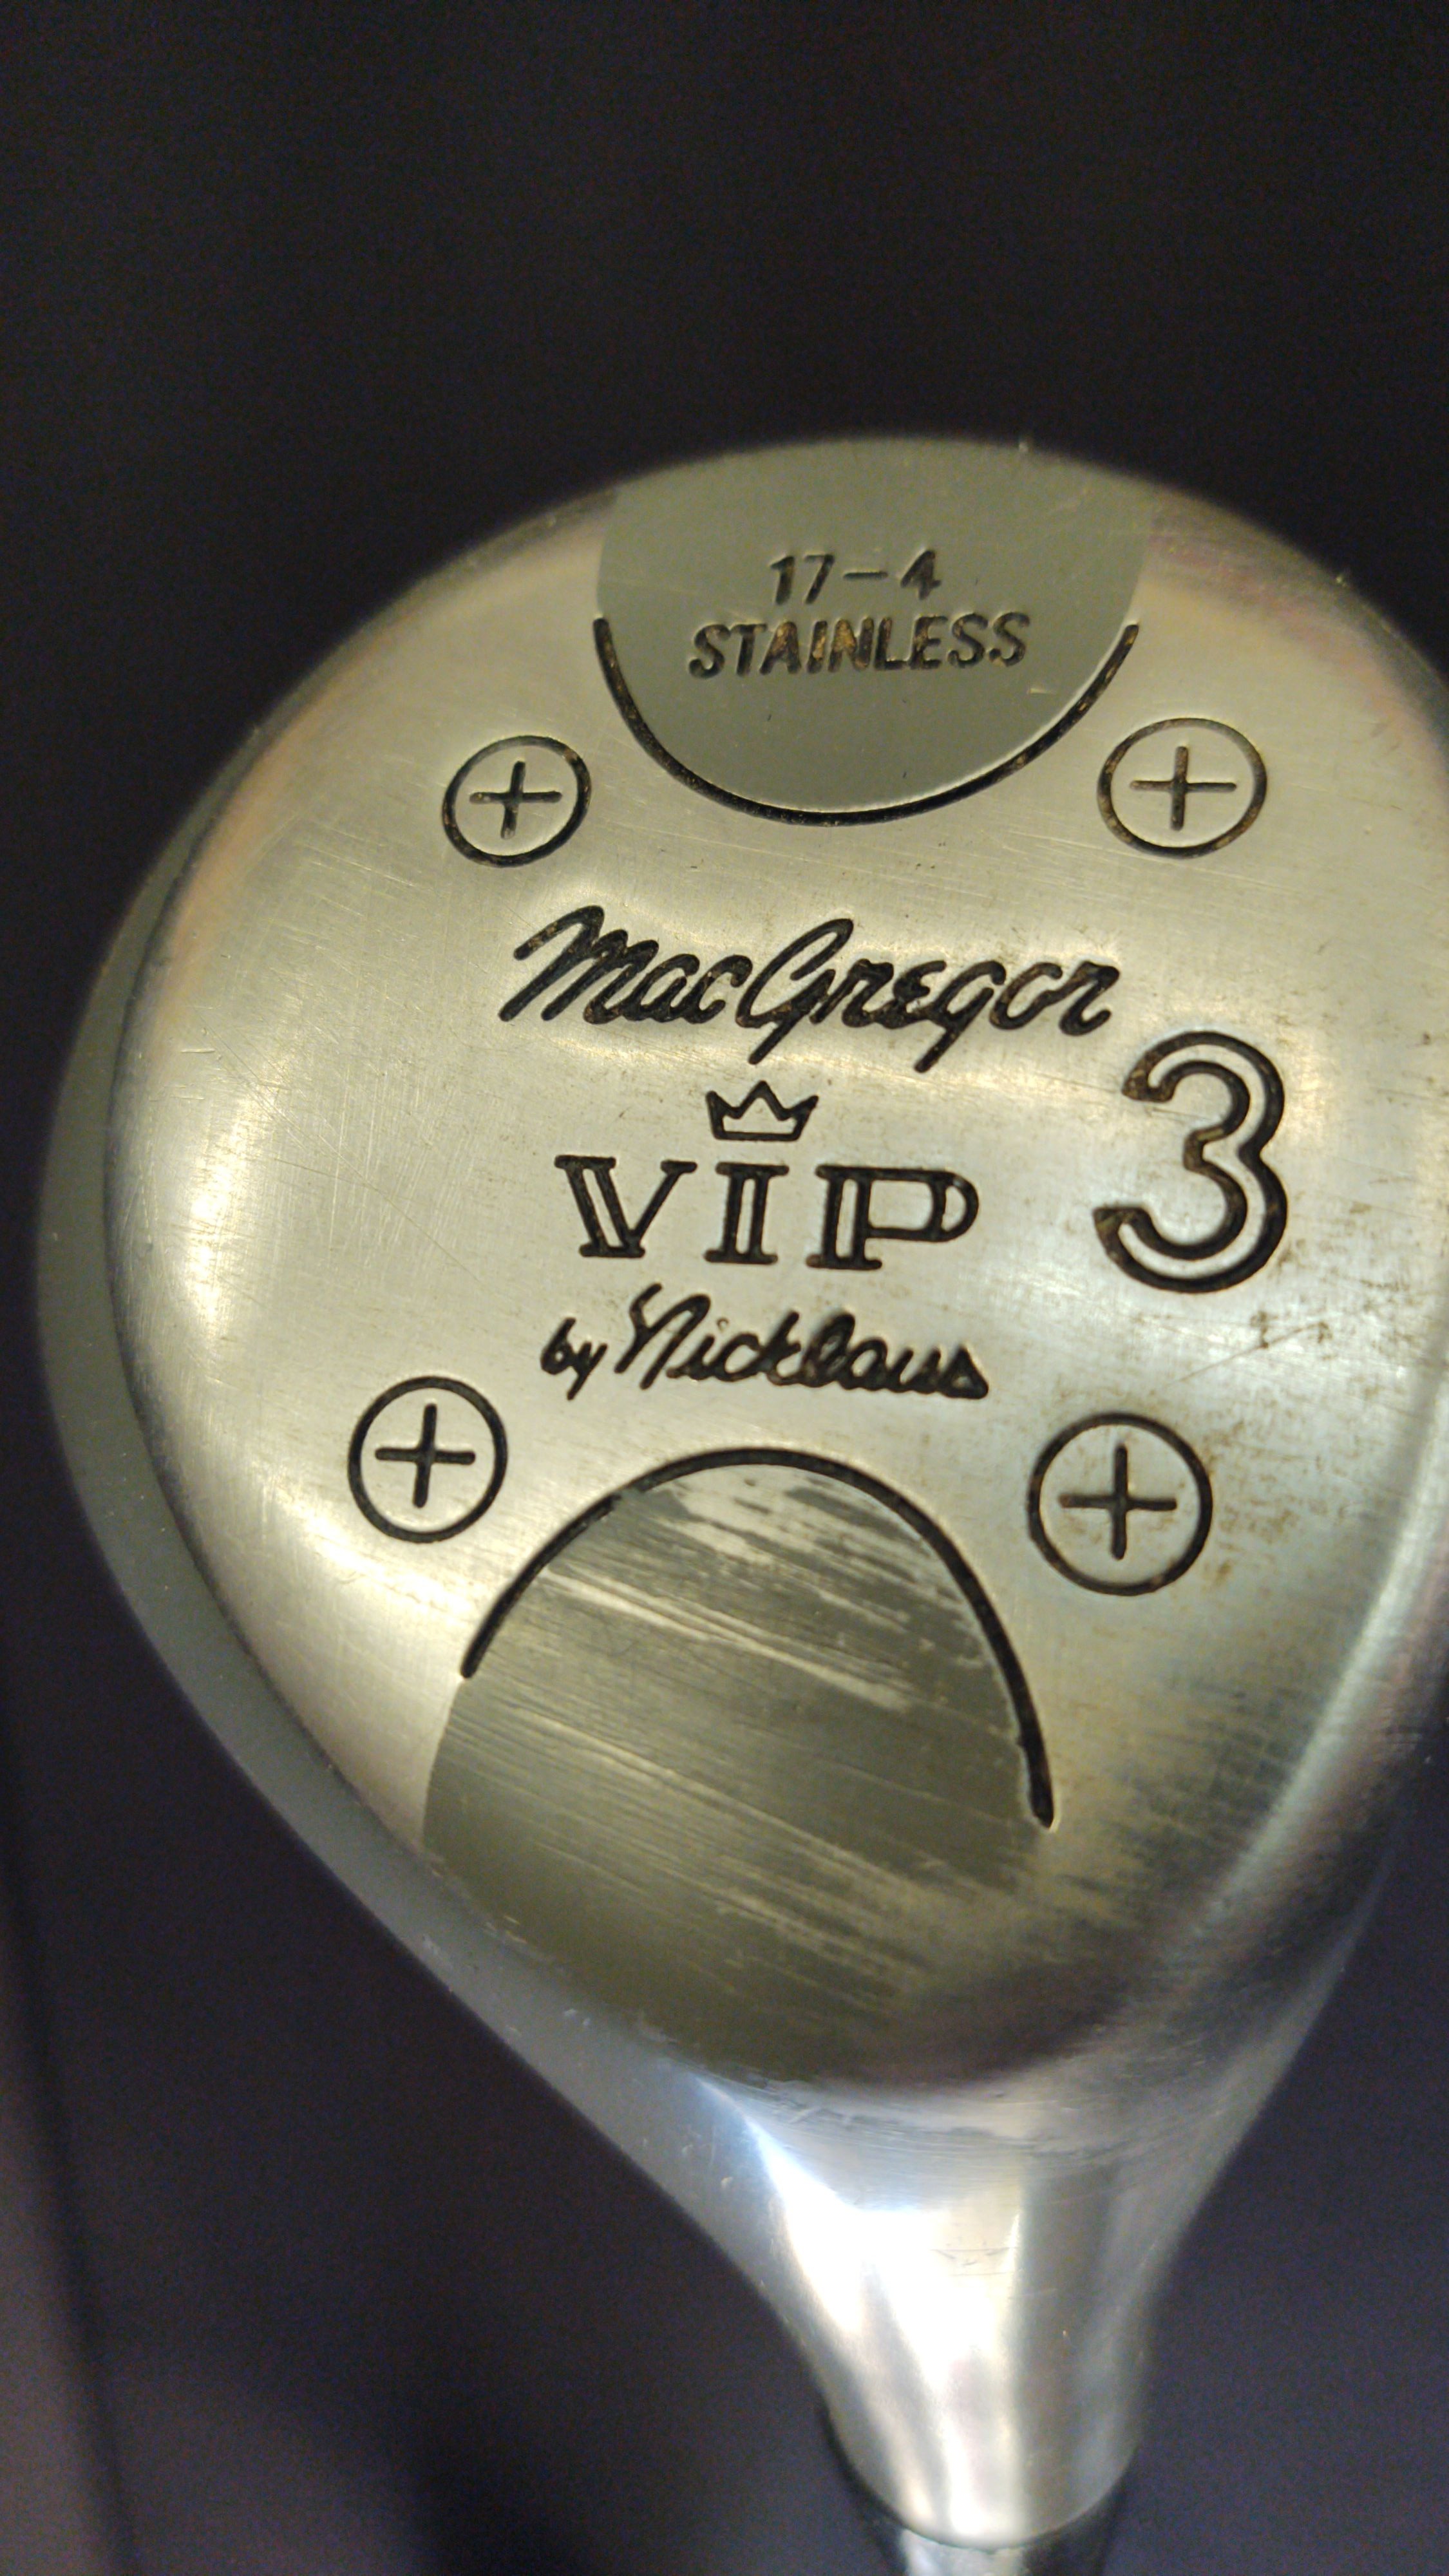 17-4
STAINLESS
MacGregor
3
VIP
by Nicklaus